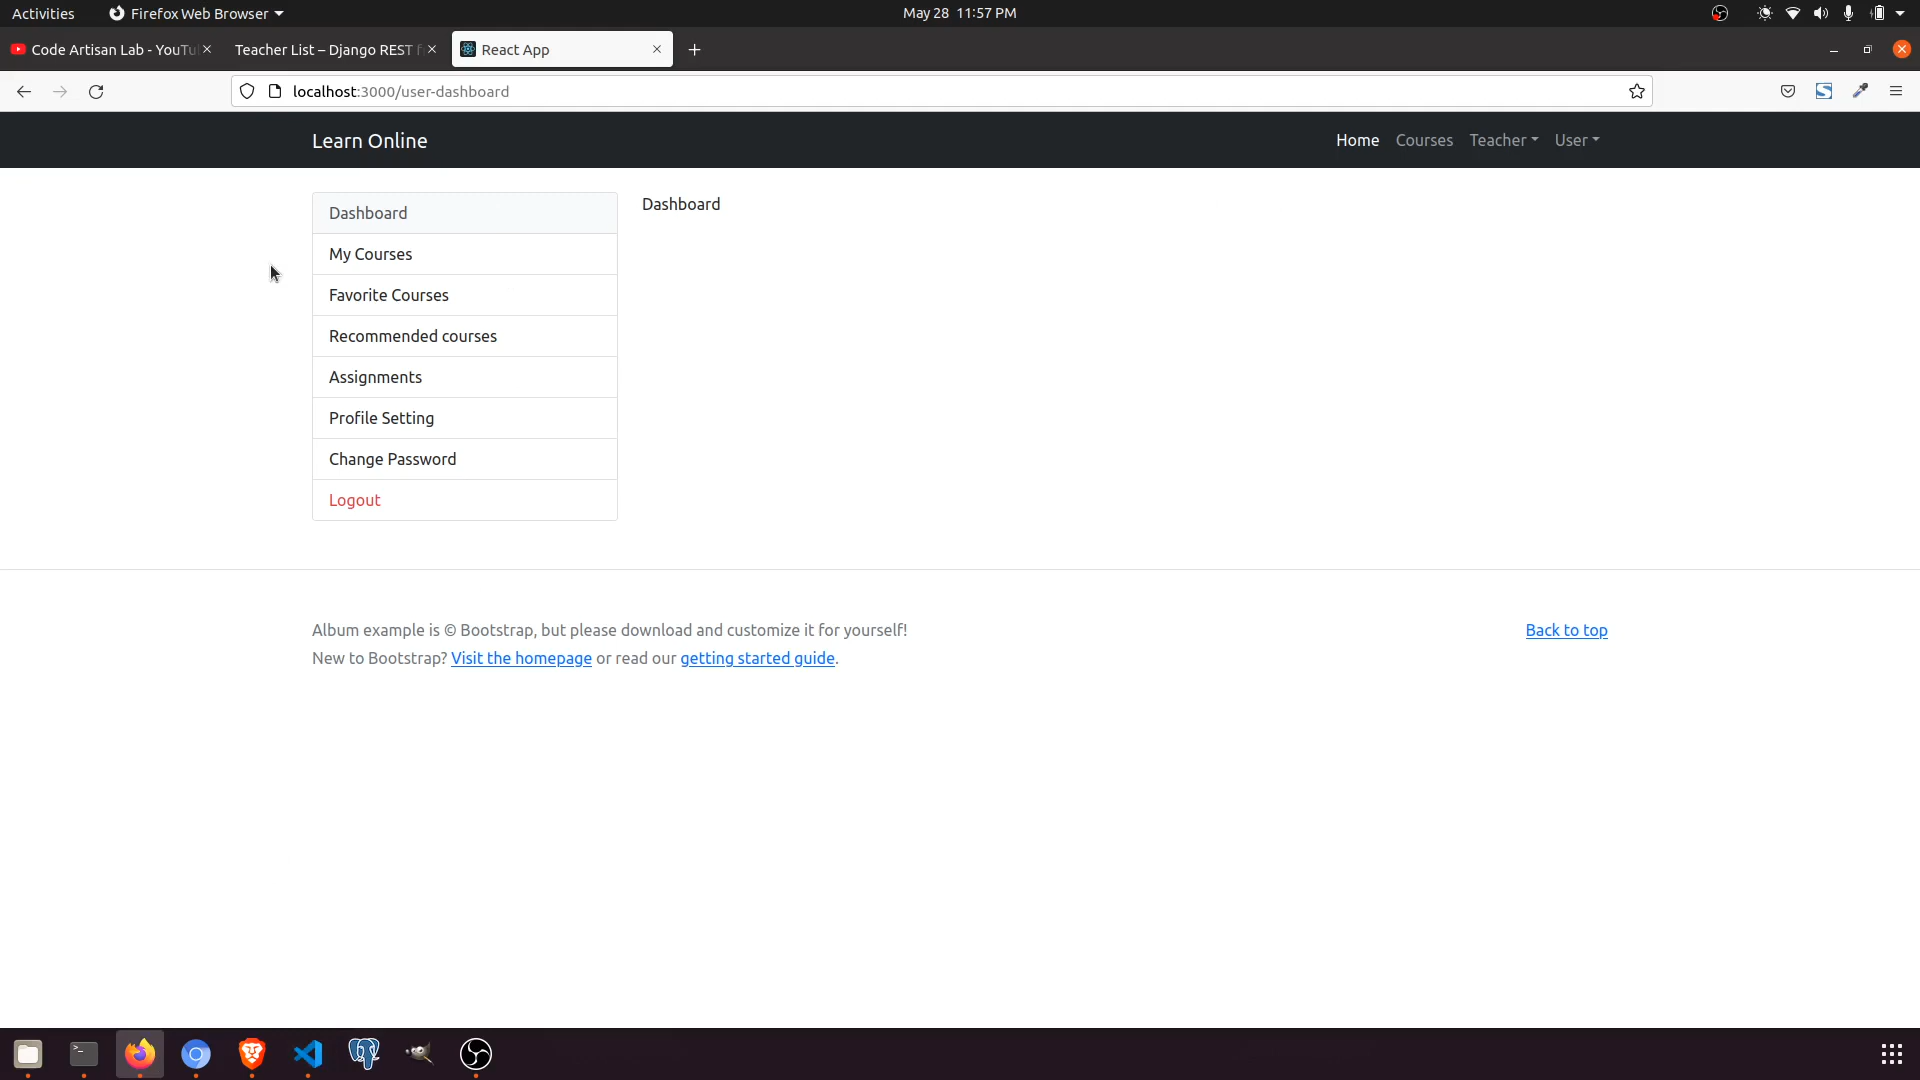 Activities
Firefox Web Browser
May 28 11:57 PM
Code Artisan Lab - YouTu
Teacher List – Django REST f
React App
localhost:3000/user-dashboard
Learn Online
Home
Courses
Teacher
User
Dashboard
My Courses
Favorite Courses
Recommended courses
Assignments
Profile Setting
Change Password
Logout
Dashboard
Album example is © Bootstrap, but please download and customize it for yourself!
Back to top
New to Bootstrap? Visit the homepage or read our getting started guide.